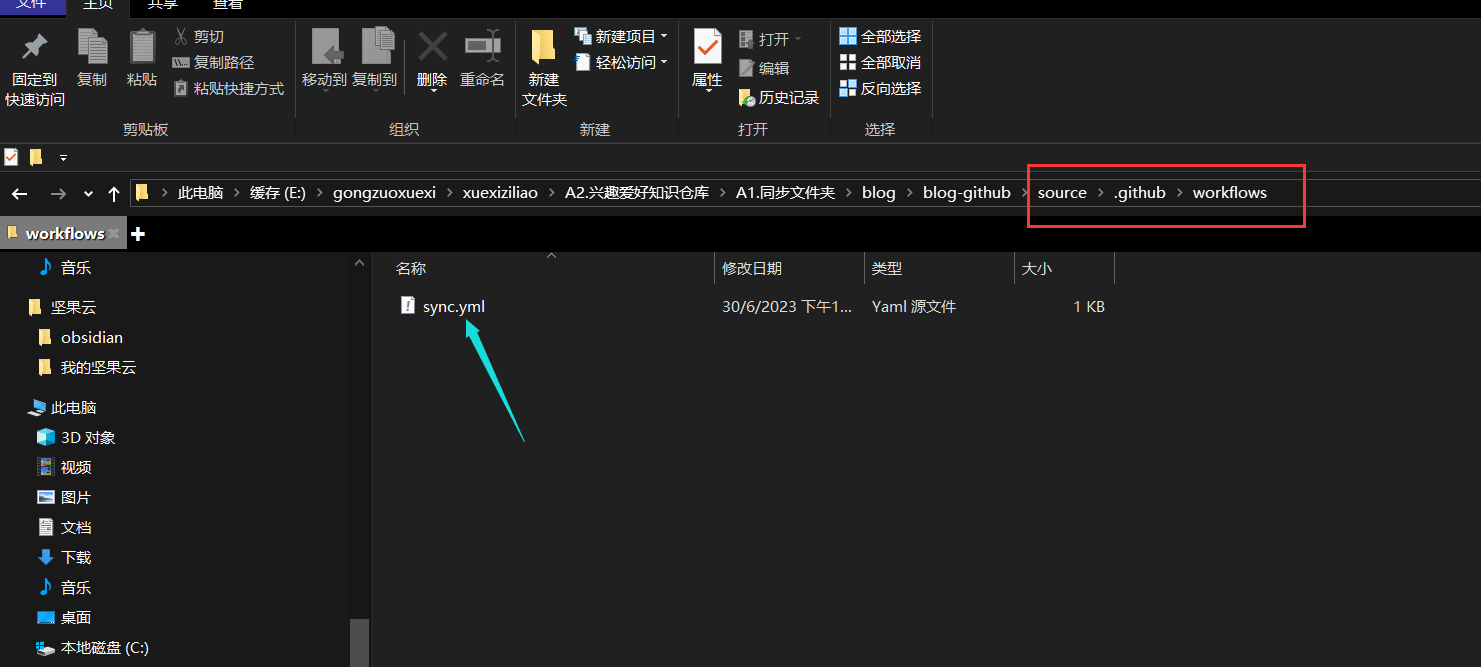 文件 主页 共享 查看
固定到 快速访问
复制
粘贴
剪切
复制路径
粘贴快捷方式
剪贴板
移动到
复制到
删除
重命名
组织
新建 文件夹
新建项目
轻松访问
新建
属性
打开
编辑
历史记录
打开
全部选择
全部取消
反向选择
选择
此电脑 缓存 (E:) gongzuoxuexi xuexiziliao A2.兴趣爱好知识仓库 A1.同步文件夹 blog blog-github source .github workflows
workflows
音乐
坚果云
obsidian
我的坚果云
此电脑
3D 对象
视频
图片
文档
下载
音乐
桌面
本地磁盘 (C:)
名称 修改日期 类型 大小
sync.yml 30/6/2023 下午1... Yaml 源文件 1 KB